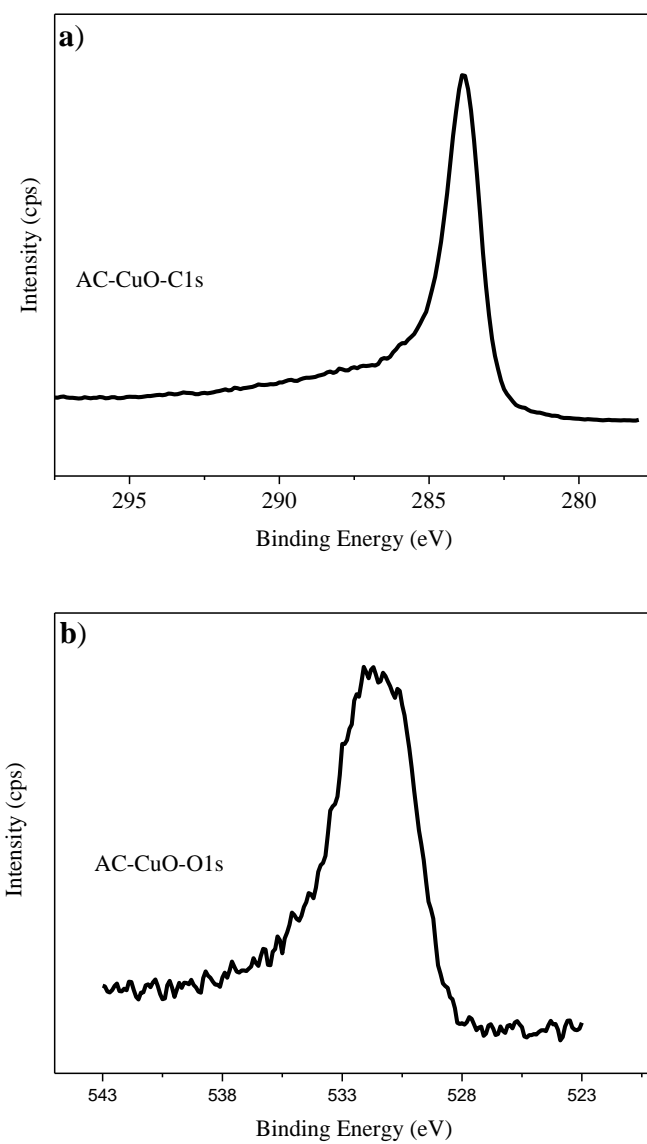 a)
Intensity (cps)
AC-CuO-C1s
295 290 285 280
Binding Energy (eV)
b)
Intensity (cps)
AC-CuO-O1s
543 538 533 528 523
Binding Energy (eV)